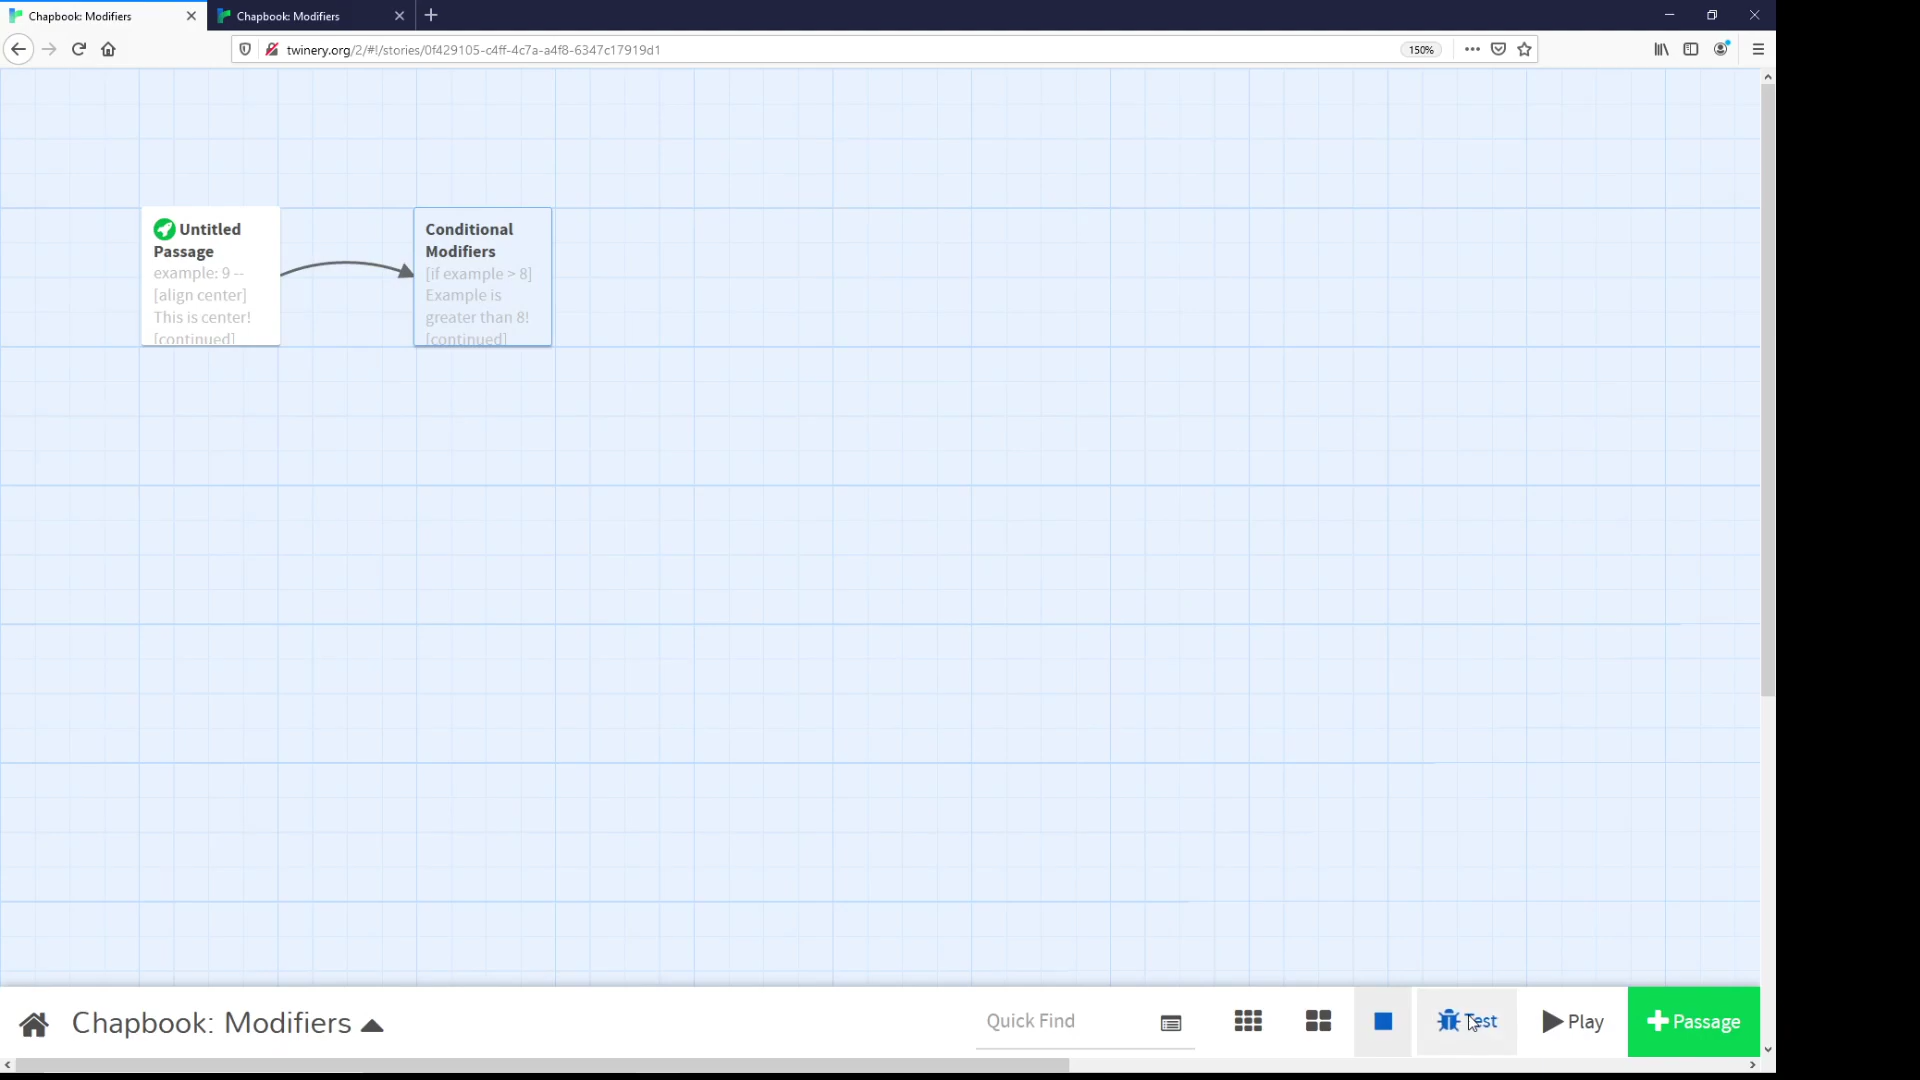 Chapbook: Modifiers
Chapbook: Modifiers
twinery.org/2/#!/stories/0f429105-c4ff-4c7a-a4f8-6347c17919d1
150%
Untitled
Passage
example: 9 --
[align center]
This is center!
[continued]
Conditional
Modifiers
[if example > 8]
Example is
greater than 8!
[continued]
Chapbook: Modifiers
Quick Find
Test
Play
Passage